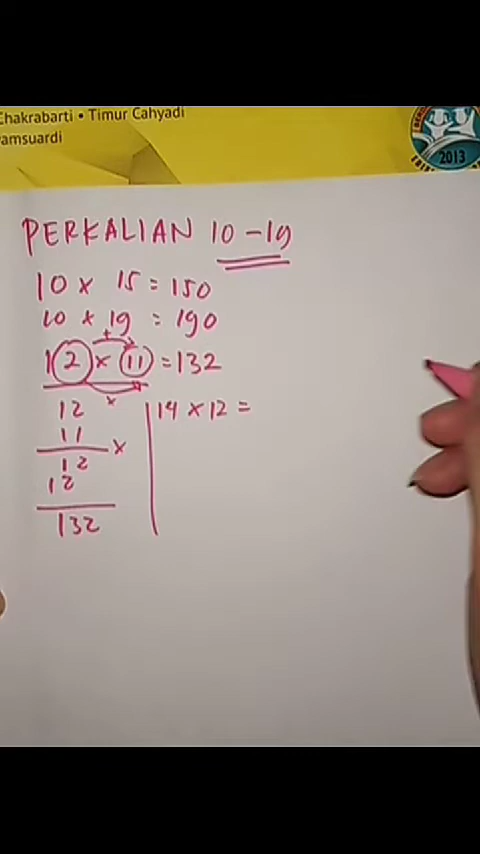 Chakrabarti • Timur Cahyadi
amsuardi
2013
PERKALIAN 10 - 19
10 x 15 = 150
10 x 19 = 190
+
12 x 11 = 132
x
12
11
x
12
12
132
14 x 12 =